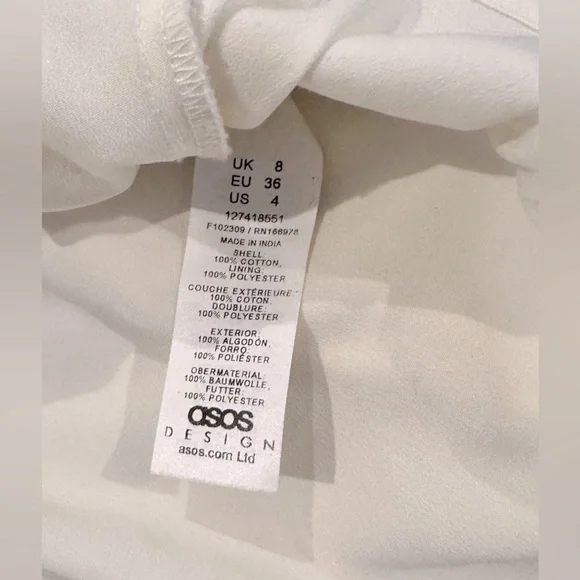 UK 8
EU 36
US 4
127418551
F102309 / RN166978
MADE IN INDIA
SHELL:
100% COTTON,
LINING:
100% POLYESTER
COUCHE EXTÉRIEURE:
100% COTON,
DOUBLURE:
100% POLYESTER
EXTERIOR:
100% ALGODÓN,
FORRO:
100% POLIÉSTER
OBERMATERIAL:
100% BAUMWOLLE,
FUTTER:
100% POLYESTER
asos
DESIGN
asos.com Ltd